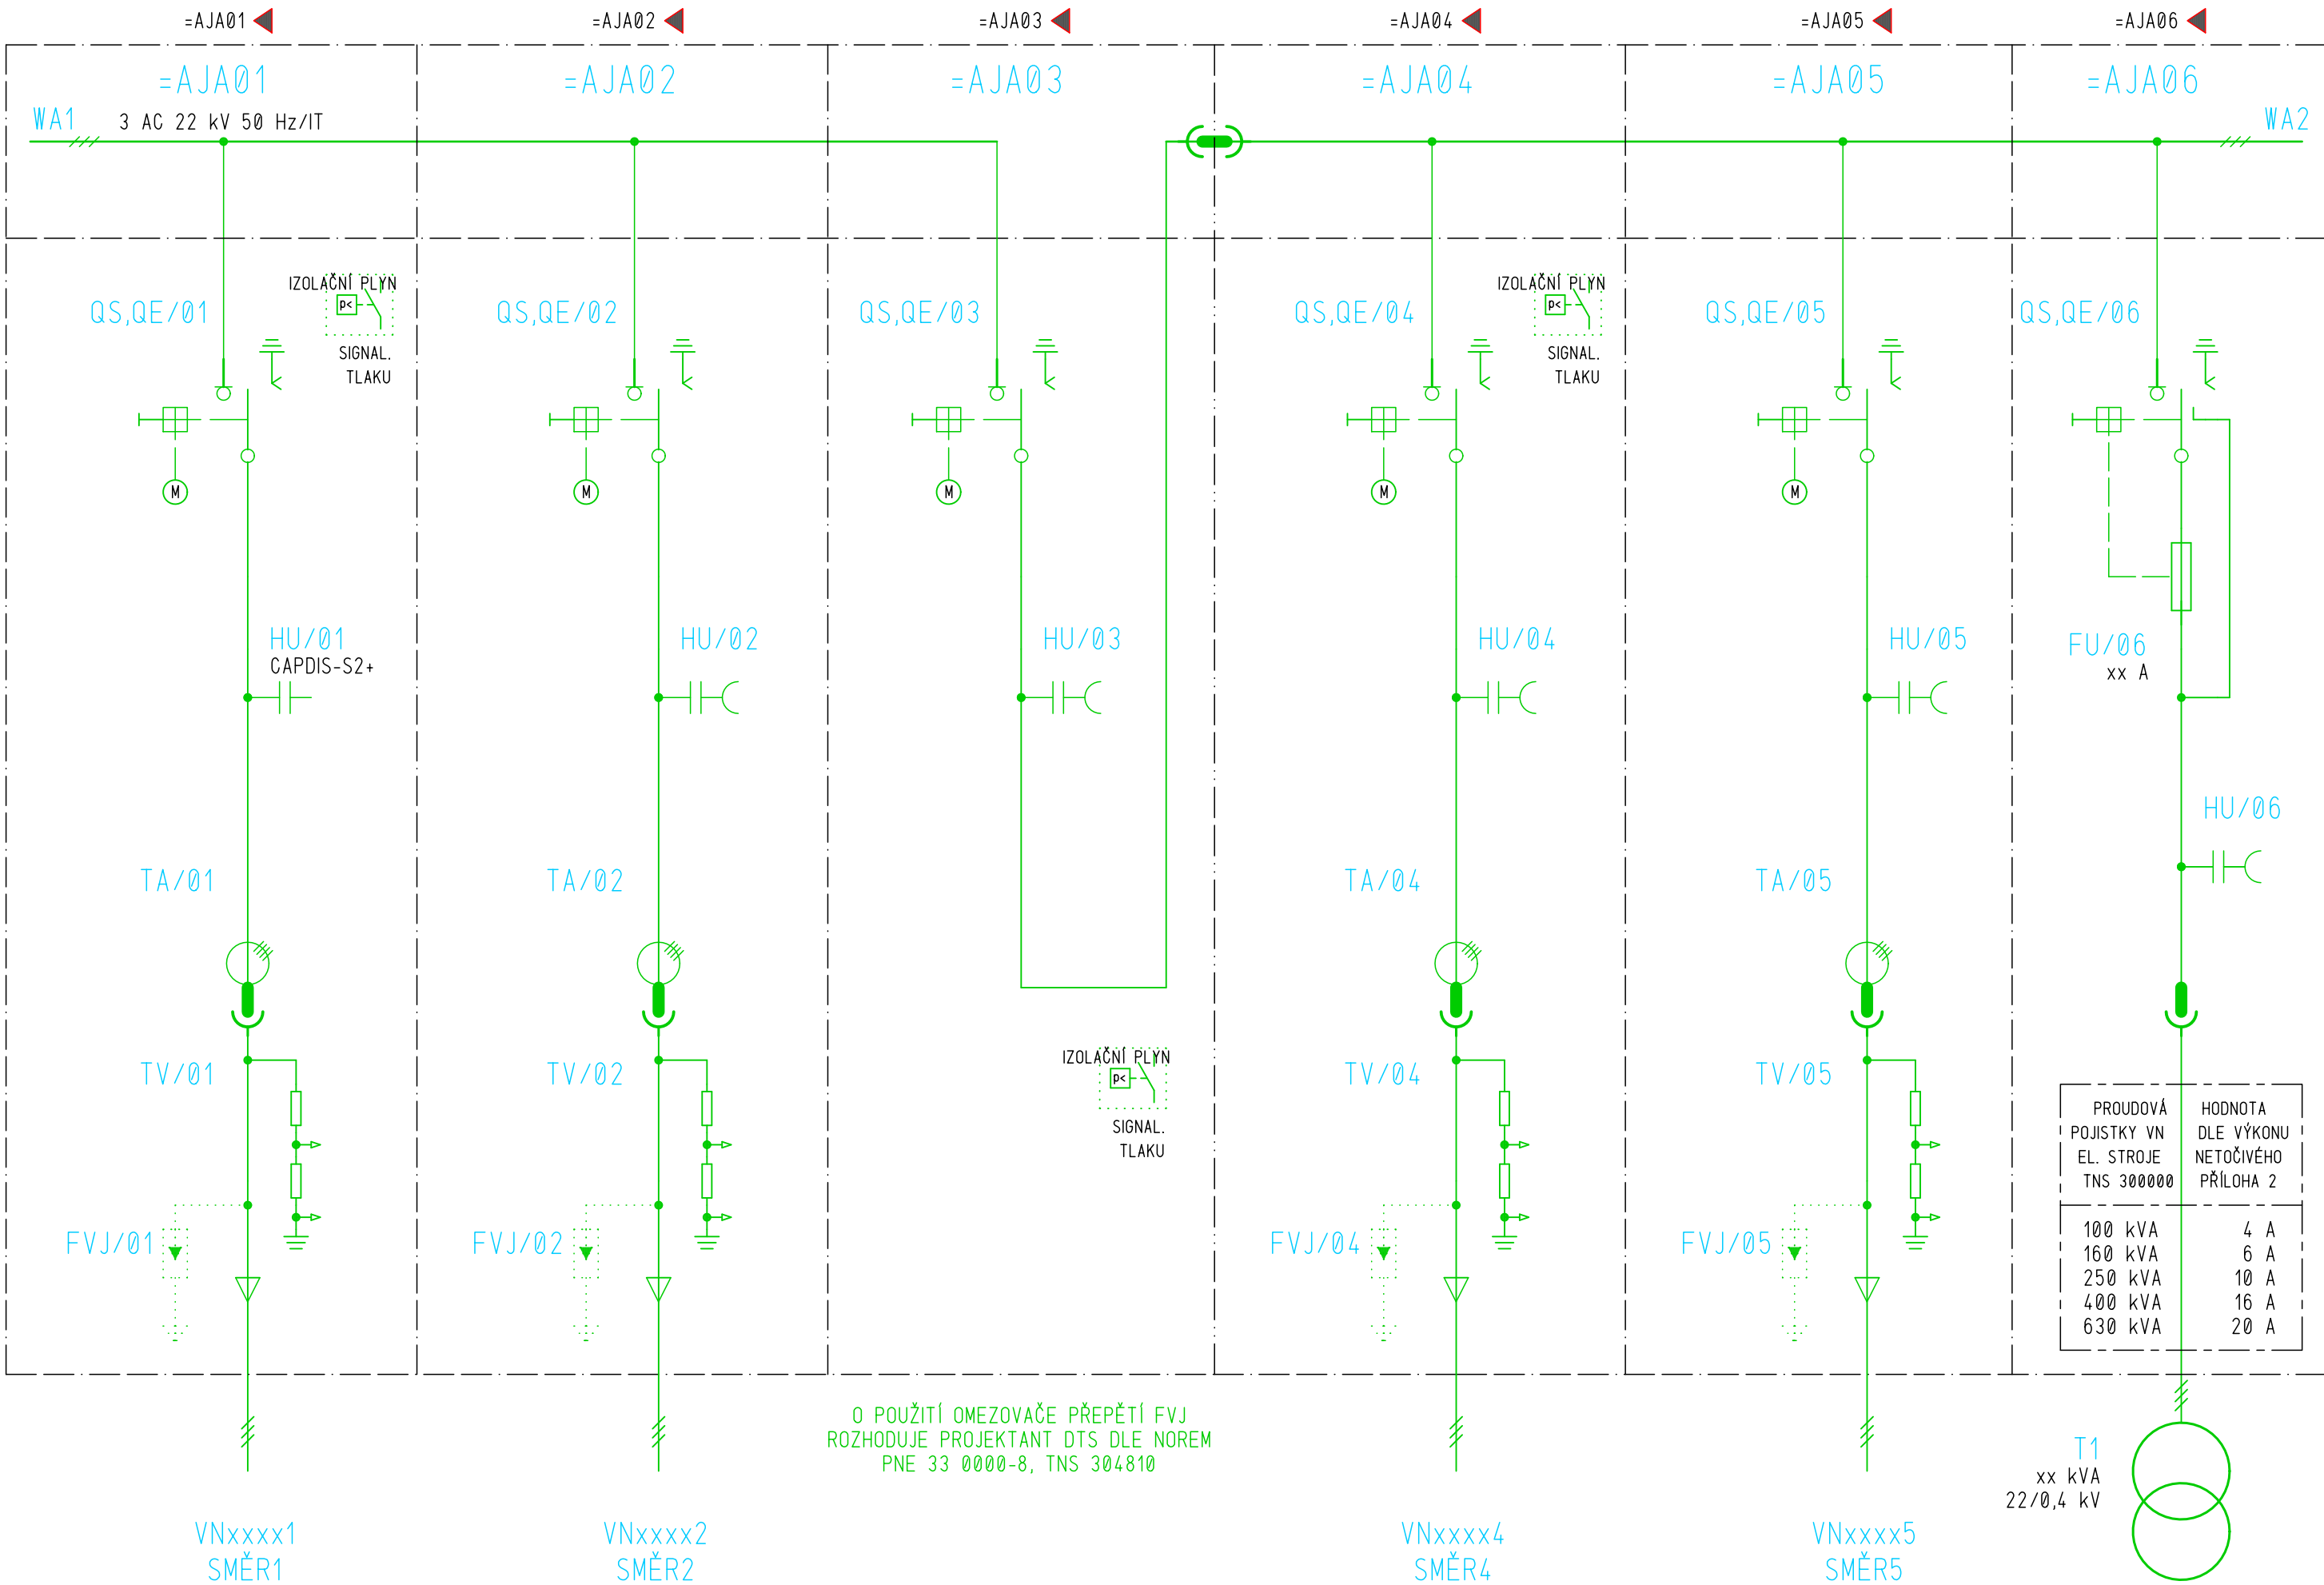 =AJA01
=AJA02
=AJA03
=AJA04
=AJA05
=AJA06
=AJA01
=AJA02
=AJA03
=AJA04
=AJA05
=AJA06
WA1
3 AC 22 kV 50 Hz/IT
WA2
IZOLAČNÍ PLYN
p<
SIGNAL.
TLAKU
IZOLAČNÍ PLYN
p<
SIGNAL.
TLAKU
QS,QE/01
QS,QE/02
QS,QE/03
QS,QE/04
QS,QE/05
QS,QE/06
M
M
M
M
M
HU/01
CAPDIS-S2+
HU/02
HU/03
HU/04
HU/05
FU/06
xx A
HU/06
TA/01
TA/02
TA/04
TA/05
IZOLAČNÍ PLYN
p<
SIGNAL.
TLAKU
TV/01
TV/02
TV/04
TV/05
PROUDOVÁ HODNOTA
POJISTKY VN DLE VÝKONU
EL. STROJE NETOČIVÉHO
TNS 300000 PŘÍLOHA 2
100 kVA 4 A
160 kVA 6 A
250 kVA 10 A
400 kVA 16 A
630 kVA 20 A
FVJ/01
FVJ/02
FVJ/04
FVJ/05
O POUŽITÍ OMEZOVAČE PŘEPĚTÍ FVJ
ROZHODUJE PROJEKTANT DTS DLE NOREM
PNE 33 0000-8, TNS 304810
T1
xx kVA
22/0,4 kV
VNxxxx1
SMĚR1
VNxxxx2
SMĚR2
VNxxxx4
SMĚR4
VNxxxx5
SMĚR5